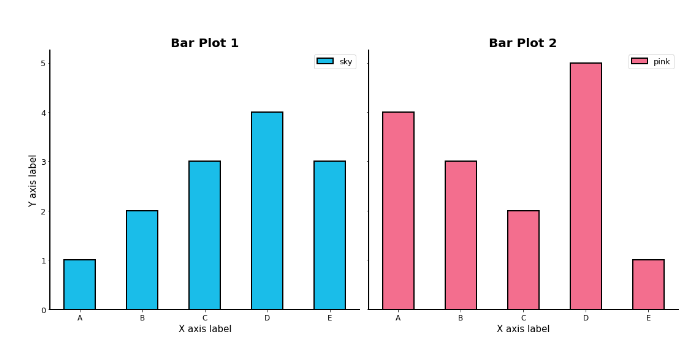 Bar Plot 1
sky
Y axis label
5
4
3
2
1
0
A B C D E
X axis label
Bar Plot 2
pink
A B C D E
X axis label